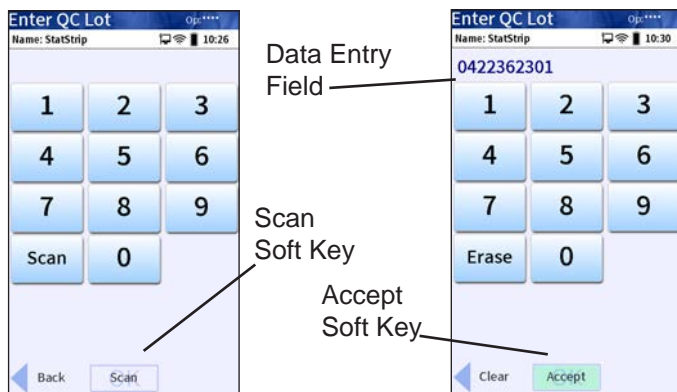 Enter QC Lot Op:****
Name: StatStrip 10:26
1 2 3
4 5 6
7 8 9
Scan 0
Back Scan
Data Entry
Field
Scan
Soft Key
Accept
Soft Key
Enter QC Lot Op:****
Name: StatStrip 10:30
0422362301
1 2 3
4 5 6
7 8 9
Erase 0
Clear Accept